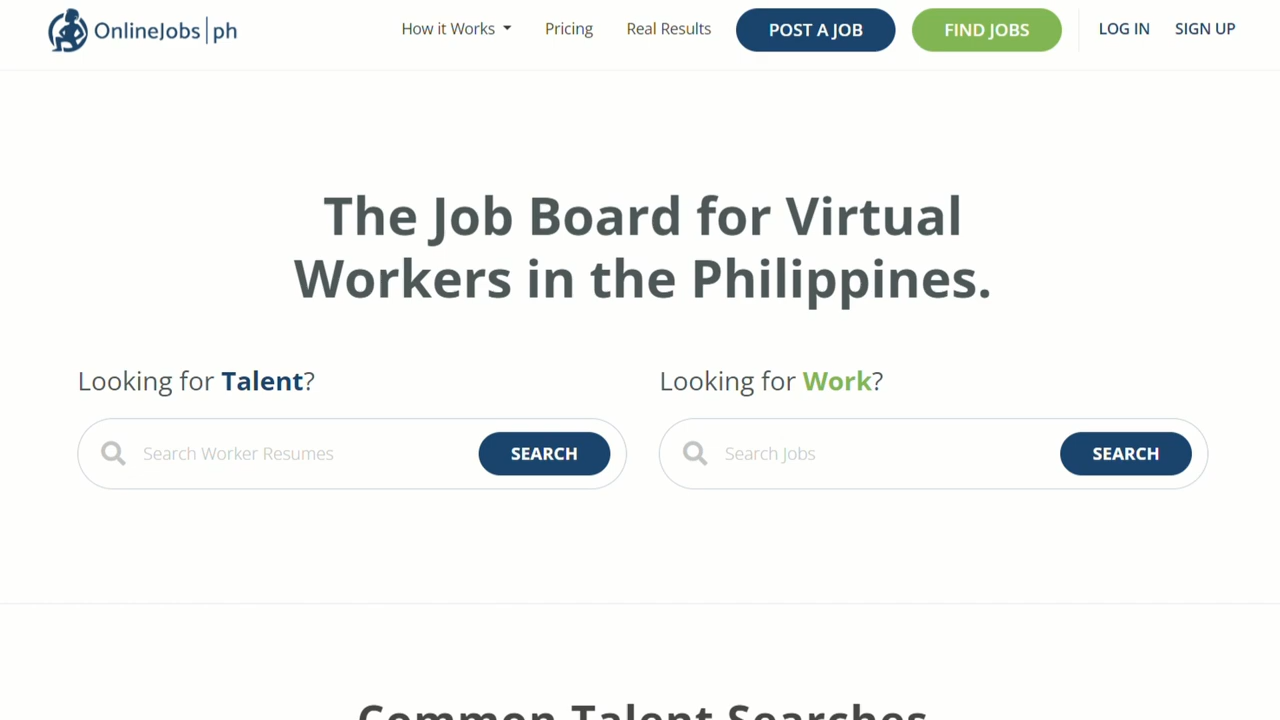 OnlineJobs|ph
How it Works
Pricing
Real Results
POST A JOB
FIND JOBS
LOG IN
SIGN UP
The Job Board for Virtual
Workers in the Philippines.
Looking for Talent?
Search Worker Resumes
SEARCH
Looking for Work?
Search Jobs
SEARCH
Common Talent Searches